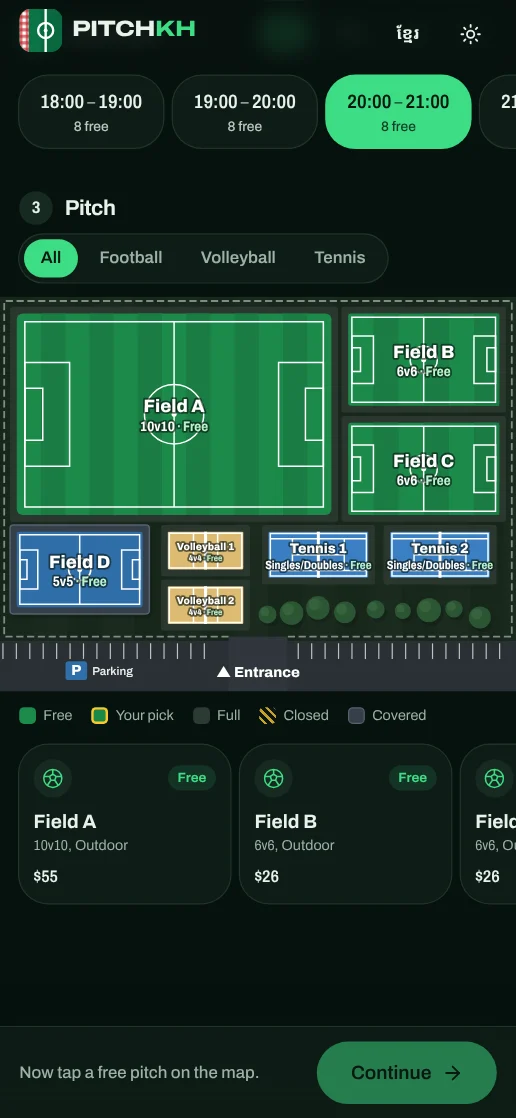 PITCHKH
ខ្មែរ
18:00 – 19:00
8 free
19:00 – 20:00
8 free
20:00 – 21:00
8 free
21
3
Pitch
All
Football
Volleyball
Tennis
Field A
10v10 · Free
Field B
6v6 · Free
Field C
6v6 · Free
Field D
5v5 · Free
Volleyball 1
4v4 · Free
Volleyball 2
4v4 · Free
Tennis 1
Singles/Doubles · Free
Tennis 2
Singles/Doubles · Free
P Parking
Entrance
Free
Your pick
Full
Closed
Covered
Free
Field A
10v10, Outdoor
$55
Free
Field B
6v6, Outdoor
$26
Field
6v6, Ou
$26
Now tap a free pitch on the map.
Continue →